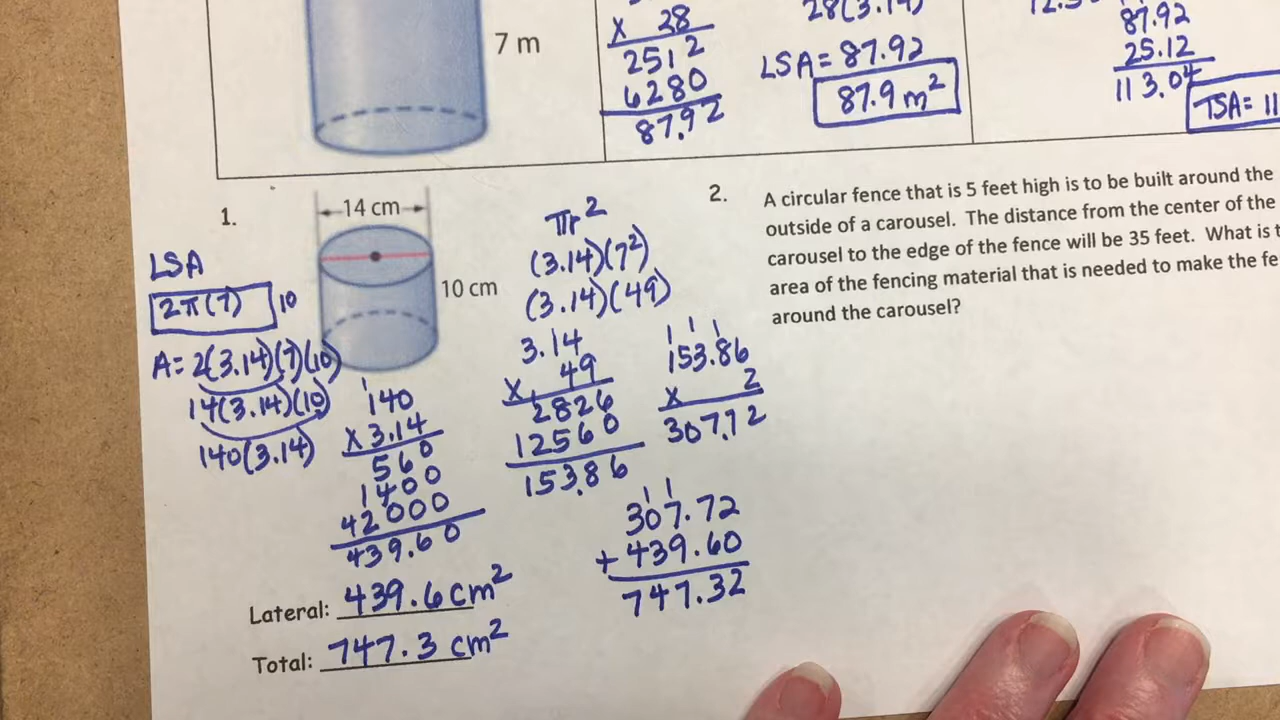 7 m
x 28
2512
6280
87.92
LSA = 87.92
87.9 m²
87.92
25.12
113.04
TSA = 11
1.
14 cm
10 cm
LSA
2π(7) 10
A = 2(3.14)(7)(10)
14(3.14)(10)
140(3.14)
1
140
x 3.14
560
1400
42000
439.60
Lateral: 439.6 cm²
Total: 747.3 cm²
πr²
(3.14)(7²)
(3.14)(49)
3.14
x 49
2826
12560
153.86
1 1 1
153.86
x 2
307.72
1 1
307.72
+ 439.60
747.32
2.
A circular fence that is 5 feet high is to be built around the
outside of a carousel. The distance from the center of the
carousel to the edge of the fence will be 35 feet. What is t
area of the fencing material that is needed to make the fe
around the carousel?